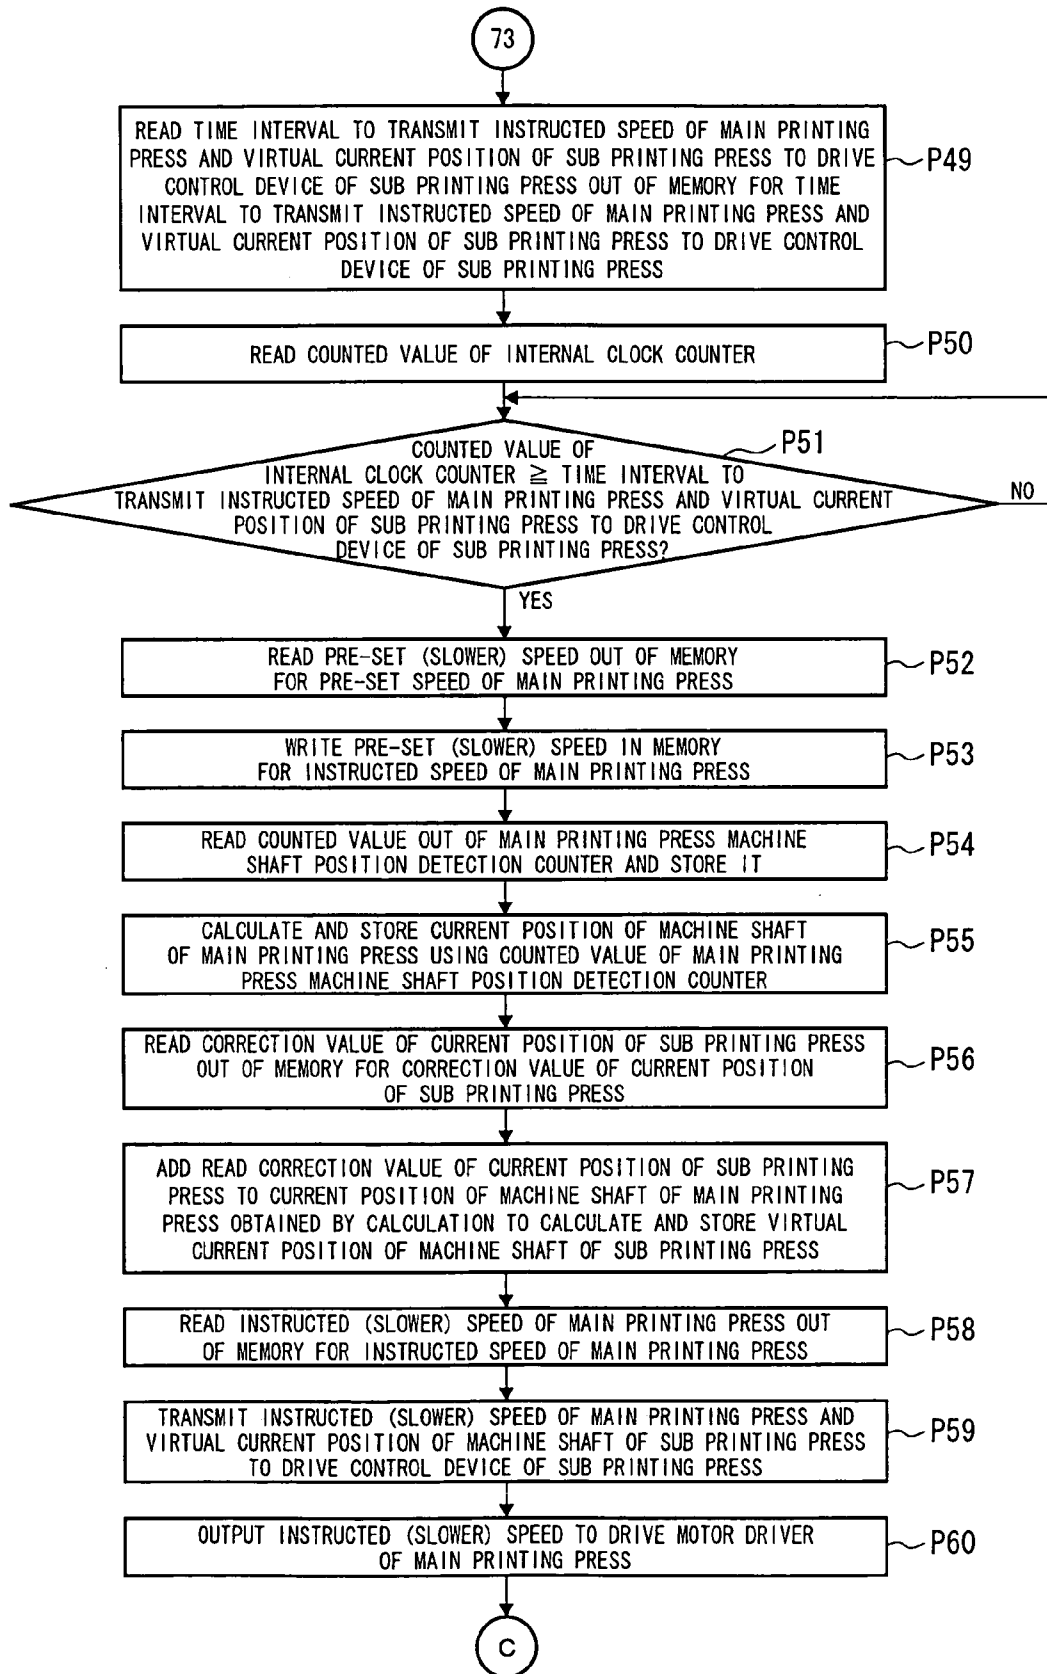 73
READ TIME INTERVAL TO TRANSMIT INSTRUCTED SPEED OF MAIN PRINTING
PRESS AND VIRTUAL CURRENT POSITION OF SUB PRINTING PRESS TO DRIVE
CONTROL DEVICE OF SUB PRINTING PRESS OUT OF MEMORY FOR TIME
INTERVAL TO TRANSMIT INSTRUCTED SPEED OF MAIN PRINTING PRESS AND
VIRTUAL CURRENT POSITION OF SUB PRINTING PRESS TO DRIVE CONTROL
DEVICE OF SUB PRINTING PRESS
P49
READ COUNTED VALUE OF INTERNAL CLOCK COUNTER
P50
P51
COUNTED VALUE OF
INTERNAL CLOCK COUNTER ≧ TIME INTERVAL TO
TRANSMIT INSTRUCTED SPEED OF MAIN PRINTING PRESS AND VIRTUAL CURRENT
POSITION OF SUB PRINTING PRESS TO DRIVE CONTROL
DEVICE OF SUB PRINTING PRESS?
NO
YES
READ PRE-SET (SLOWER) SPEED OUT OF MEMORY
FOR PRE-SET SPEED OF MAIN PRINTING PRESS
P52
WRITE PRE-SET (SLOWER) SPEED IN MEMORY
FOR INSTRUCTED SPEED OF MAIN PRINTING PRESS
P53
READ COUNTED VALUE OUT OF MAIN PRINTING PRESS MACHINE
SHAFT POSITION DETECTION COUNTER AND STORE IT
P54
CALCULATE AND STORE CURRENT POSITION OF MACHINE SHAFT
OF MAIN PRINTING PRESS USING COUNTED VALUE OF MAIN PRINTING
PRESS MACHINE SHAFT POSITION DETECTION COUNTER
P55
READ CORRECTION VALUE OF CURRENT POSITION OF SUB PRINTING PRESS
OUT OF MEMORY FOR CORRECTION VALUE OF CURRENT POSITION
OF SUB PRINTING PRESS
P56
ADD READ CORRECTION VALUE OF CURRENT POSITION OF SUB PRINTING
PRESS TO CURRENT POSITION OF MACHINE SHAFT OF MAIN PRINTING
PRESS OBTAINED BY CALCULATION TO CALCULATE AND STORE VIRTUAL
CURRENT POSITION OF MACHINE SHAFT OF SUB PRINTING PRESS
P57
READ INSTRUCTED (SLOWER) SPEED OF MAIN PRINTING PRESS OUT
OF MEMORY FOR INSTRUCTED SPEED OF MAIN PRINTING PRESS
P58
TRANSMIT INSTRUCTED (SLOWER) SPEED OF MAIN PRINTING PRESS AND
VIRTUAL CURRENT POSITION OF MACHINE SHAFT OF SUB PRINTING PRESS
TO DRIVE CONTROL DEVICE OF SUB PRINTING PRESS
P59
OUTPUT INSTRUCTED (SLOWER) SPEED TO DRIVE MOTOR DRIVER
OF MAIN PRINTING PRESS
P60
C